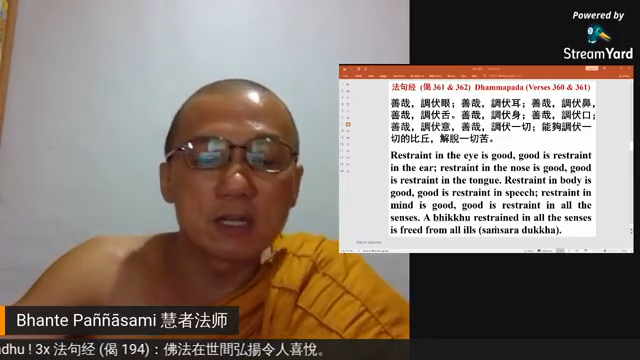 Powered by
StreamYard
法句经 (偈 361 & 362) Dhammapada (Verses 360 & 361)
善哉，調伏眼；善哉，調伏耳；善哉，調伏鼻，
善哉，調伏舌。善哉，調伏身；善哉，調伏口；
善哉，調伏意，善哉，調伏一切；能夠調伏一
切的比丘，解脫一切苦。
Restraint in the eye is good, good is restraint
in the ear; restraint in the nose is good, good
is restraint in the tongue. Restraint in body is
good, good is restraint in speech; restraint in
mind is good, good is restraint in all the
senses. A bhikkhu restrained in all the senses
is freed from all ills (saṁsara dukkha).
Bhante Paññāsami 慧者法师
ndhu ! 3x 法句经 (偈 194)：佛法在世間弘揚令人喜悅。